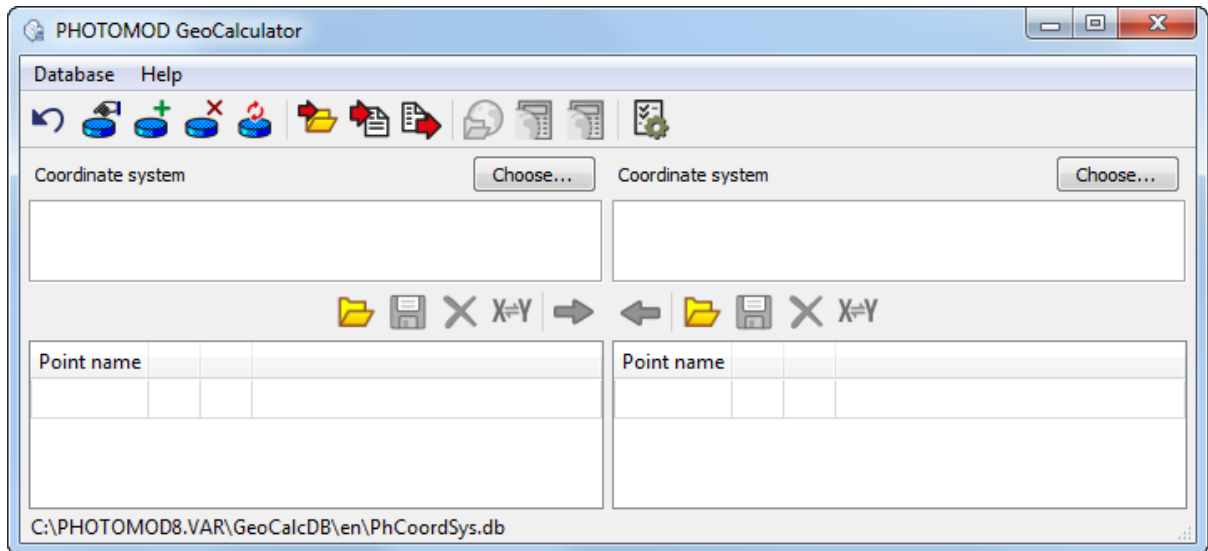 PHOTOMOD GeoCalculator
Database Help
Coordinate system Choose... Coordinate system Choose...
X⇌Y X⇌Y
Point name Point name
C:\PHOTOMOD8.VAR\GeoCalcDB\en\PhCoordSys.db